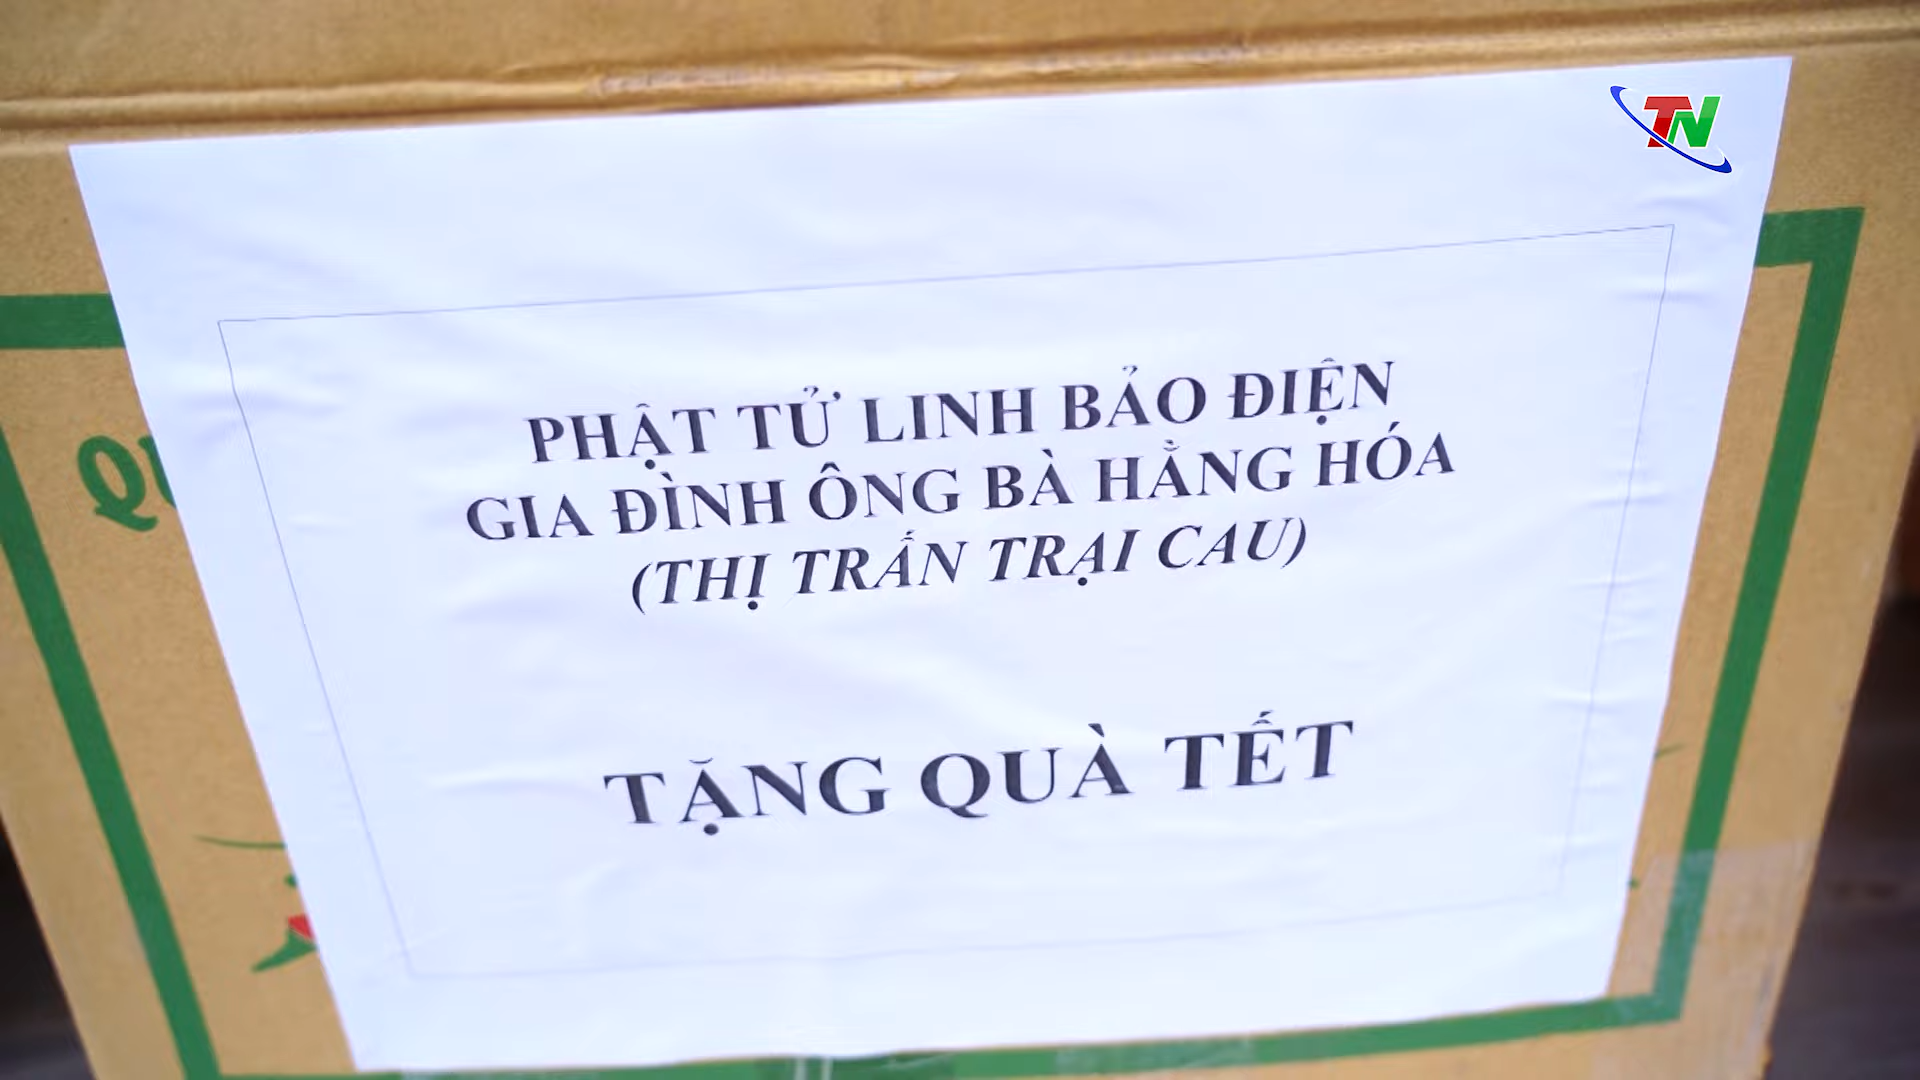 TN
PHẬT TỬ LINH BẢO ĐIỆN
GIA ĐÌNH ÔNG BÀ HẰNG HÓA
(THỊ TRẤN TRẠI CAU)
TẶNG QUÀ TẾT